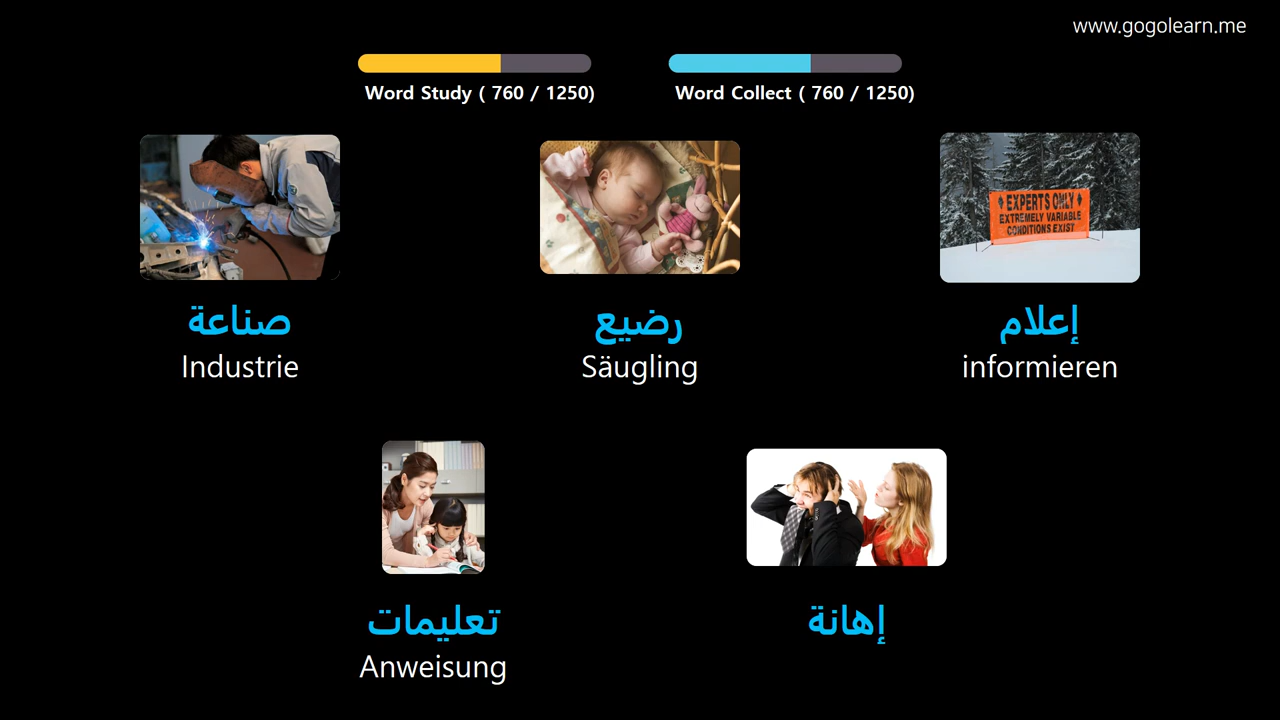 www.gogolearn.me
Word Study ( 760 / 1250)
Word Collect ( 760 / 1250)
EXPERTS ONLY
EXTREMELY VARIABLE
CONDITIONS EXIST
صناعة
Industrie
رضيع
Säugling
إعلام
informieren
تعليمات
Anweisung
إهانة